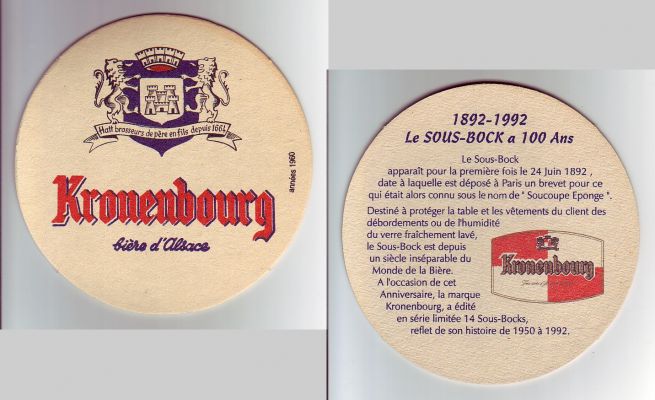 Hatt brasseurs de père en fils depuis 1664
Kronenbourg
bière d'Alsace
années 1960
1892-1992
Le SOUS-BOCK a 100 Ans
Le Sous-Bock
apparaît pour la première fois le 24 Juin 1892 ,
date à laquelle est déposé à Paris un brevet pour ce
qui était alors connu sous le nom de " Soucoupe Eponge ".
Destiné à protéger la table et les vêtements du client des
débordements ou de l'humidité
du verre fraîchement lavé,
le Sous-Bock est depuis
un siècle inséparable du
Monde de la Bière.
A l'occasion de cet
Anniversaire, la marque
Kronenbourg, a édité
en série limitée 14 Sous-Bocks,
reflet de son histoire de 1950 à 1992.
Kronenbourg